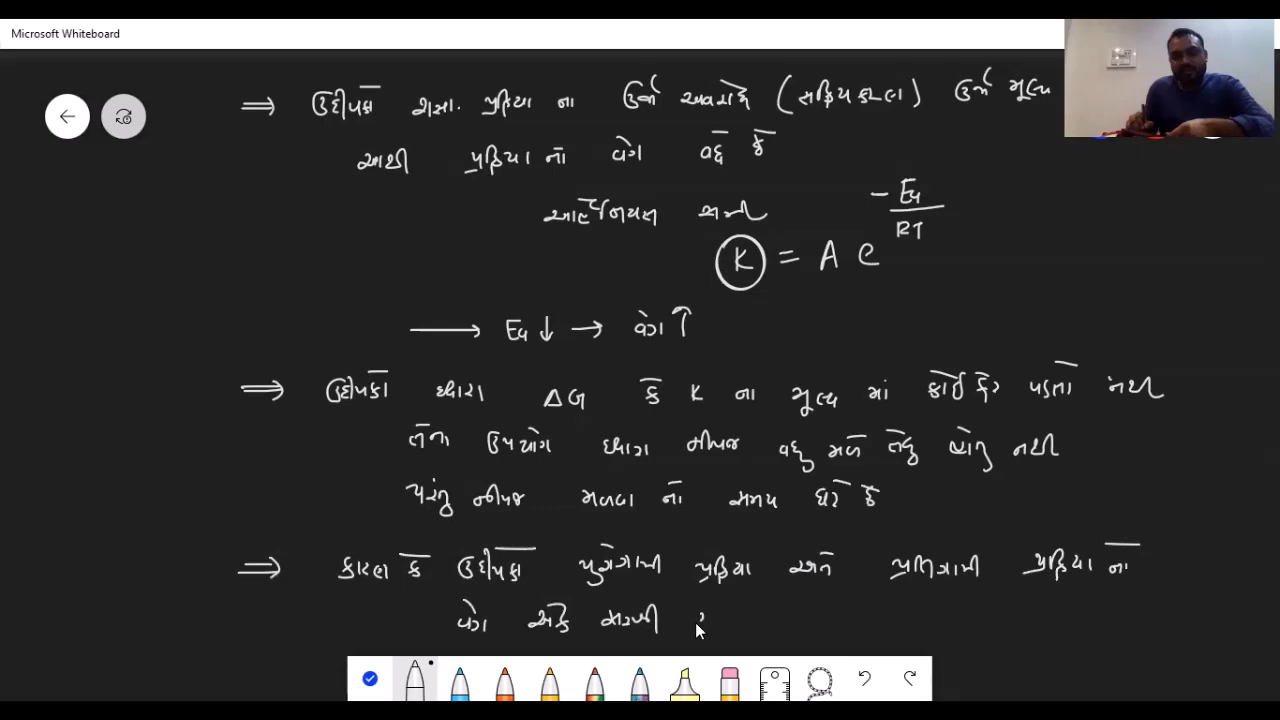 Microsoft Whiteboard
⇒ ઉદ્દીપકો રાસા. પ્રક્રિયા ના ઉર્જા અવરોધ (સક્રિયકરણ) ઉર્જા મૂલ્ય
આથી પ્રક્રિયાનો વેગ વધે છે
આર્હેનિયસ
K = A e^(-Ea/RT)
→ Ea ↓ → વેગ ↑
⇒ ઉદ્દીપકો દ્વારા ΔG કે K ના મૂલ્ય માં કોઈ ફેર પડતો નથી
તેના ઉપયોગ દ્વારા નીપજ વધુ મળે તેવું હોતું નથી
પરંતુ નીપજ મળવા નો સમય ઘટે છે
⇒ કારણ કે ઉદ્દીપકો પુરોગામી પ્રક્રિયા અને પ્રતિગામી પ્રક્રિયા ના
વેગ એક સરખી